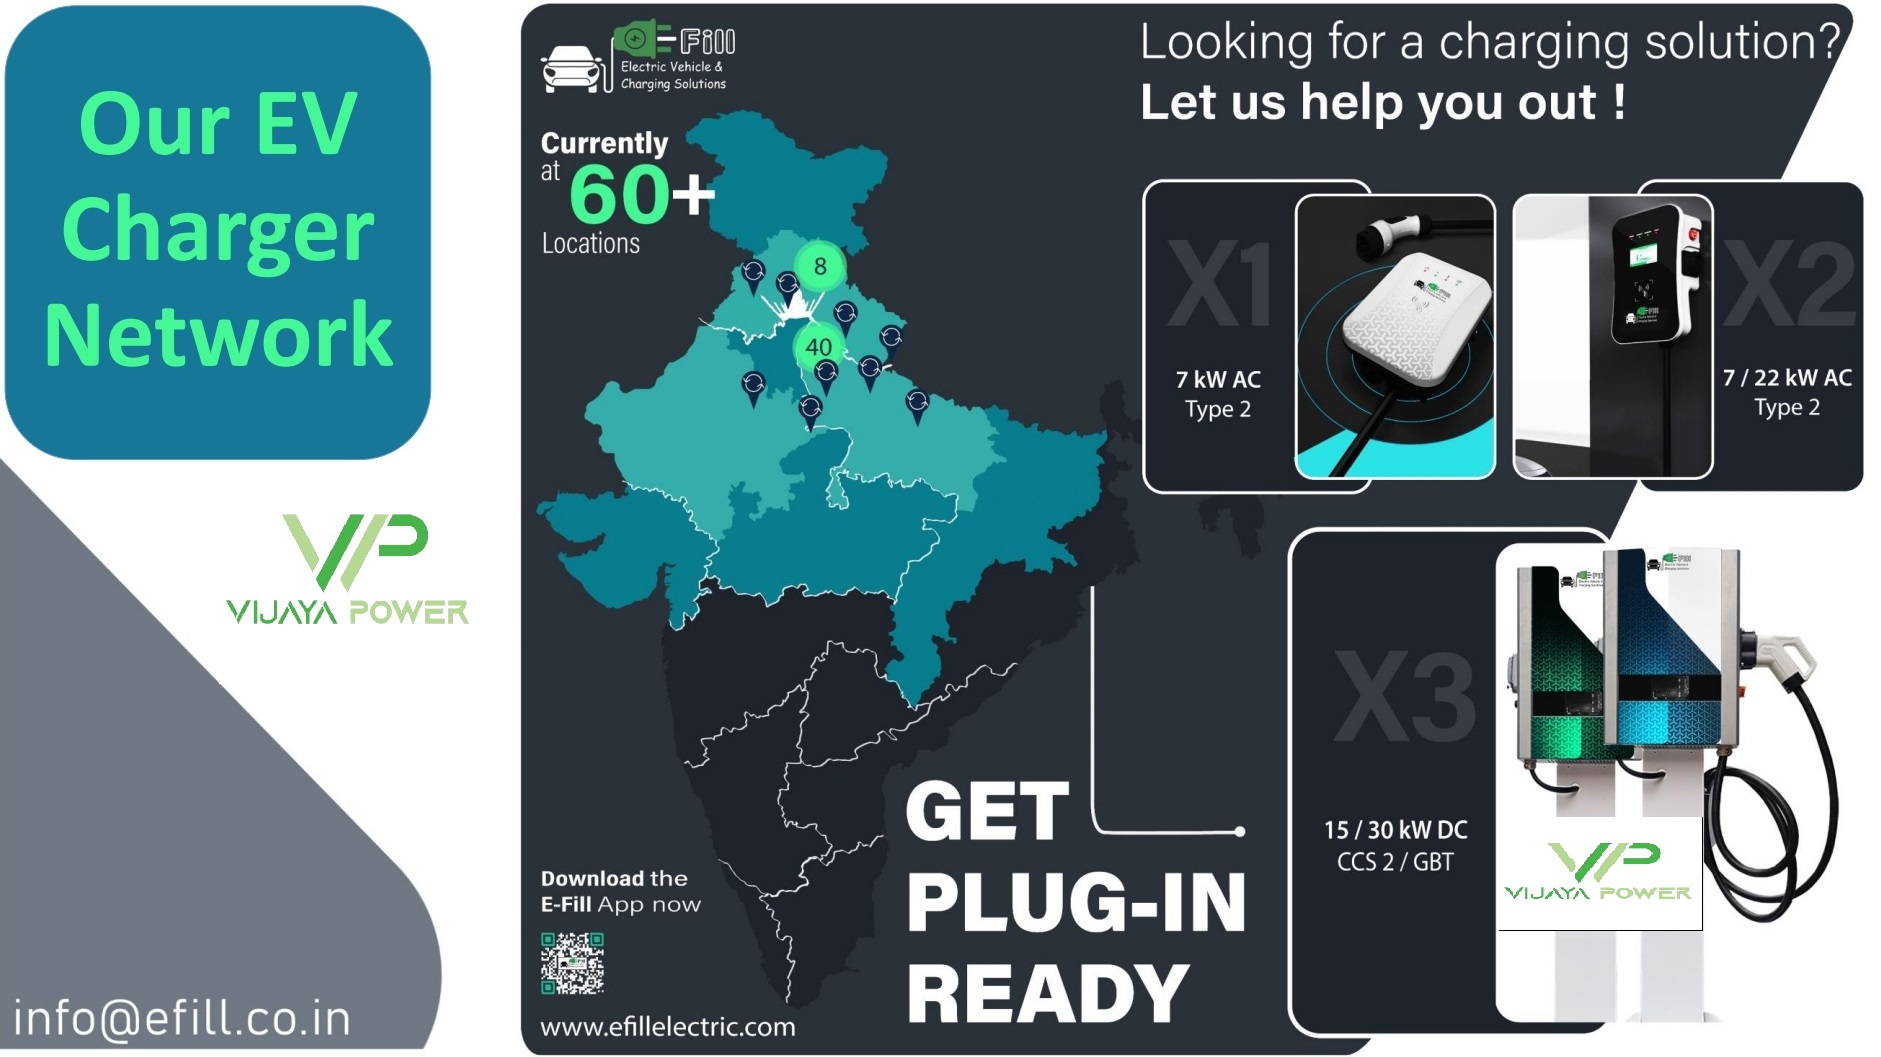 Our EV
Charger
Network
VP
VIJAYA POWER
info@efill.co.in
E-Fill
Electric Vehicle &
Charging Solutions
Currently
at
60+
Locations
8
40
Download the
E-Fill App now
www.efillelectric.com
GET
PLUG-IN
READY
Looking for a charging solution?
Let us help you out !
X1
7 kW AC
Type 2
X2
7 / 22 kW AC
Type 2
X3
15 / 30 kW DC
CCS 2 / GBT
VP
VIJAYA POWER